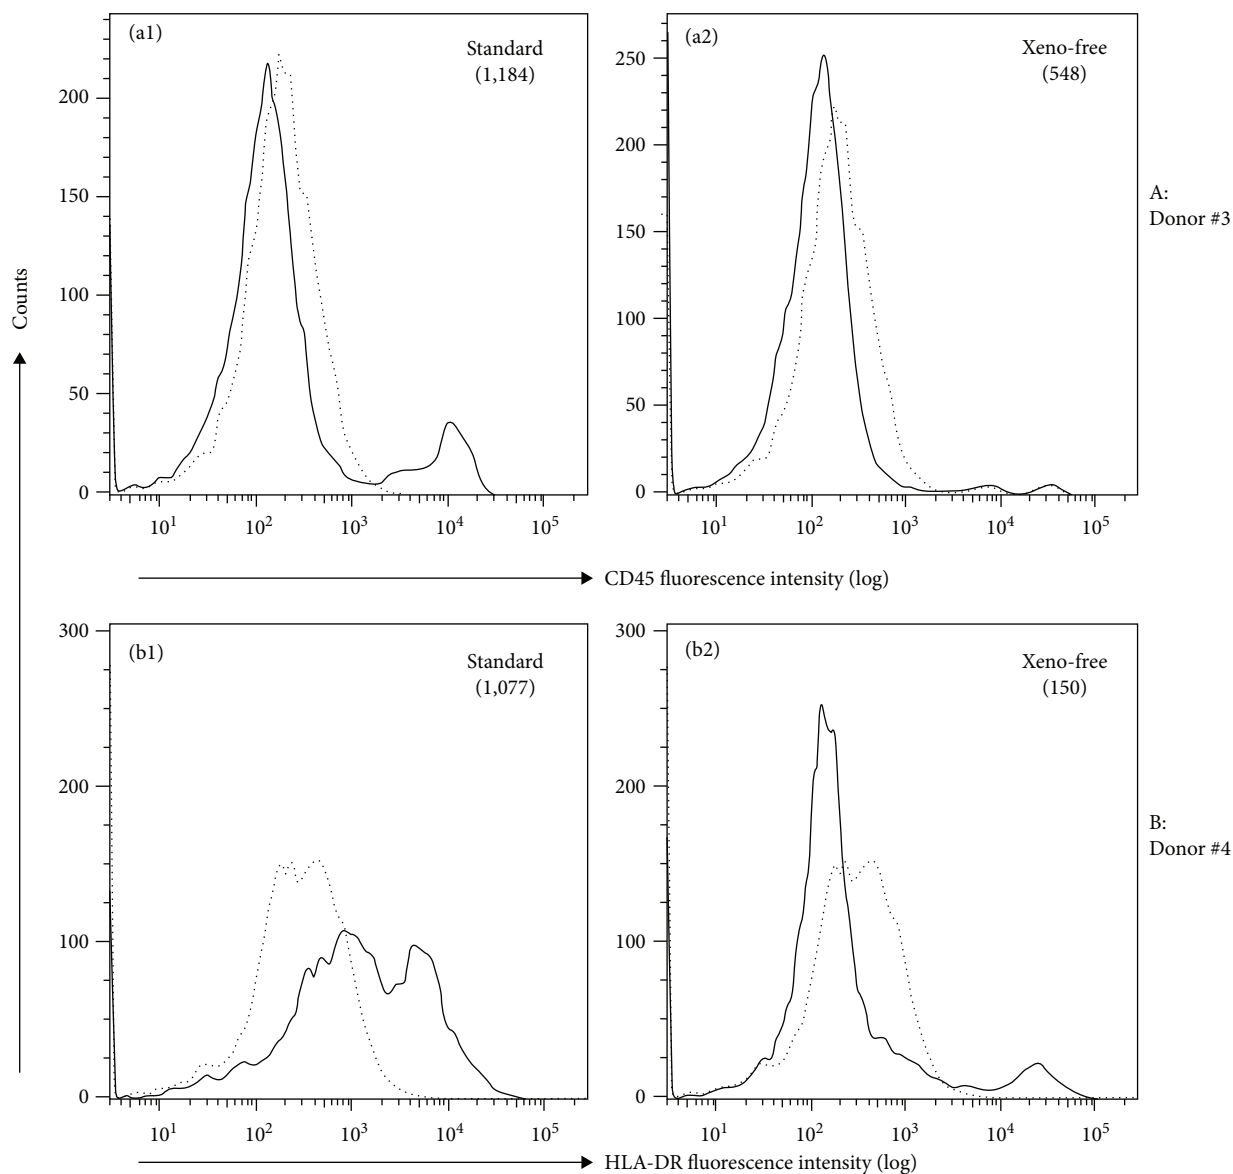 (a1)
Standard
(1,184)
200
150
100
50
0
10¹ 10² 10³ 10⁴ 10⁵
(a2)
Xeno-free
(548)
250
200
150
100
50
0
10¹ 10² 10³ 10⁴ 10⁵
A:
Donor #3
CD45 fluorescence intensity (log)
Counts
(b1)
Standard
(1,077)
300
200
100
0
10¹ 10² 10³ 10⁴ 10⁵
(b2)
Xeno-free
(150)
300
200
100
0
10¹ 10² 10³ 10⁴ 10⁵
B:
Donor #4
HLA-DR fluorescence intensity (log)